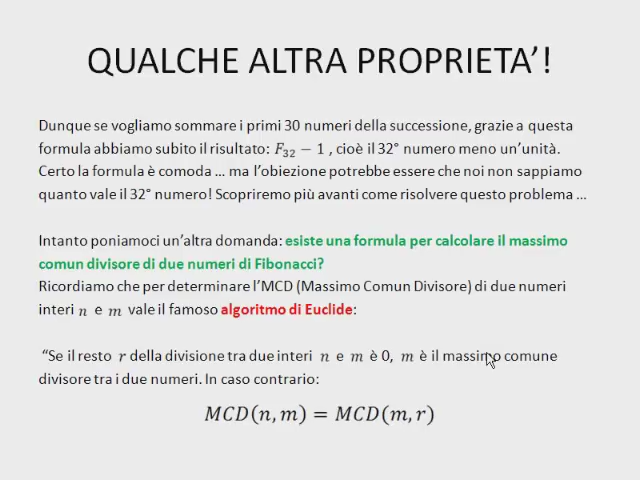 QUALCHE ALTRA PROPRIETA’!
Dunque se vogliamo sommare i primi 30 numeri della successione, grazie a questa
formula abbiamo subito il risultato: F₃₂ − 1 , cioè il 32° numero meno un’unità.
Certo la formula è comoda … ma l’obiezione potrebbe essere che noi non sappiamo
quanto vale il 32° numero! Scopriremo più avanti come risolvere questo problema …
Intanto poniamoci un’altra domanda: esiste una formula per calcolare il massimo
comun divisore di due numeri di Fibonacci?
Ricordiamo che per determinare l’MCD (Massimo Comun Divisore) di due numeri
interi n e m vale il famoso algoritmo di Euclide:
“Se il resto r della divisione tra due interi n e m è 0, m è il massimo comune
divisore tra i due numeri. In caso contrario:
MCD(n, m) = MCD(m, r)